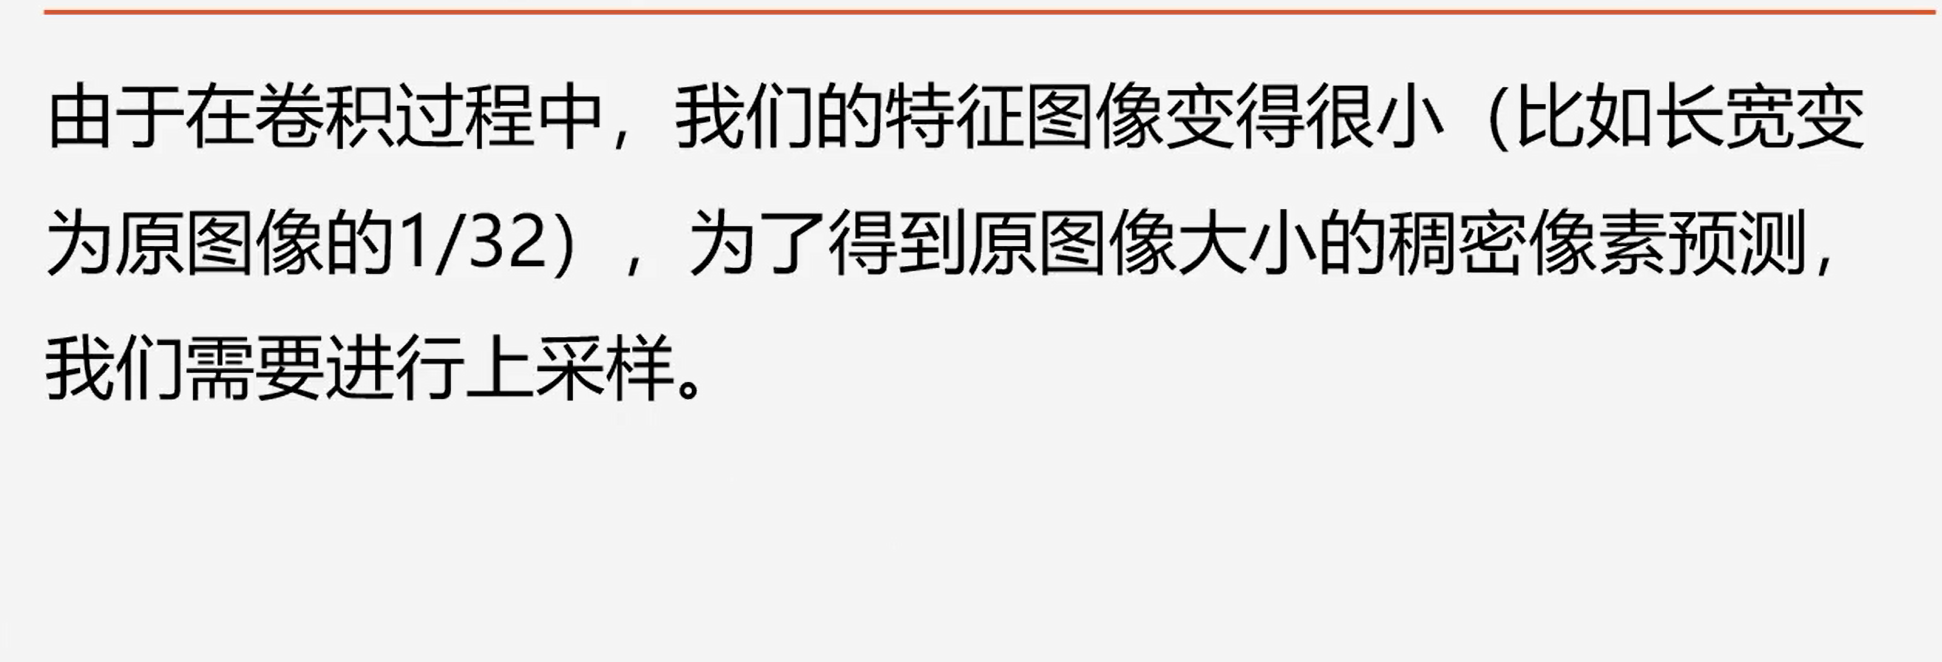 由于在卷积过程中，我们的特征图像变得很小（比如长宽变
为原图像的1/32），为了得到原图像大小的稠密像素预测，
我们需要进行上采样。